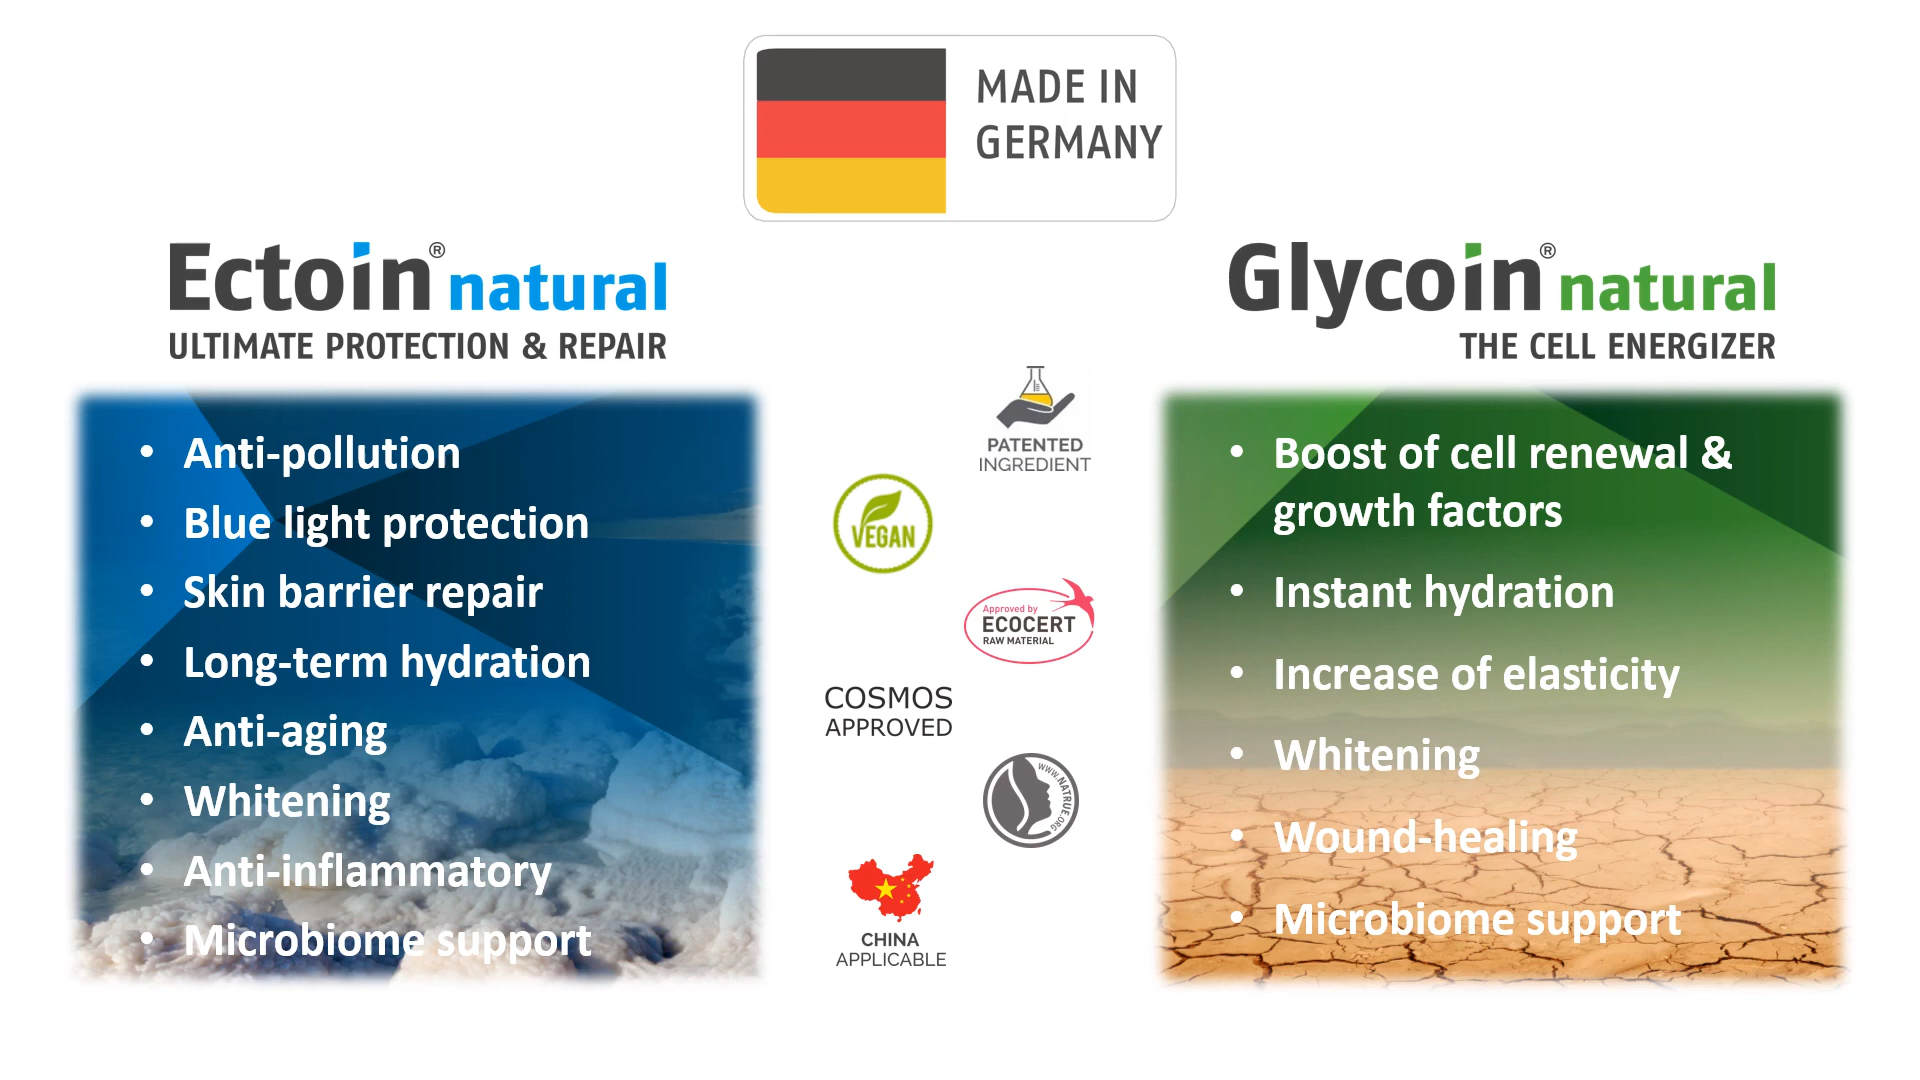 MADE IN
GERMANY
Ectoin® natural
ULTIMATE PROTECTION & REPAIR
• Anti-pollution
• Blue light protection
• Skin barrier repair
• Long-term hydration
• Anti-aging
• Whitening
• Anti-inflammatory
• Microbiome support
PATENTED
INGREDIENT
VEGAN
Approved by
ECOCERT
RAW MATERIAL
COSMOS
APPROVED
WWW.NATRUE.ORG
CHINA
APPLICABLE
Glycoin® natural
THE CELL ENERGIZER
• Boost of cell renewal &
growth factors
• Instant hydration
• Increase of elasticity
• Whitening
• Wound-healing
• Microbiome support